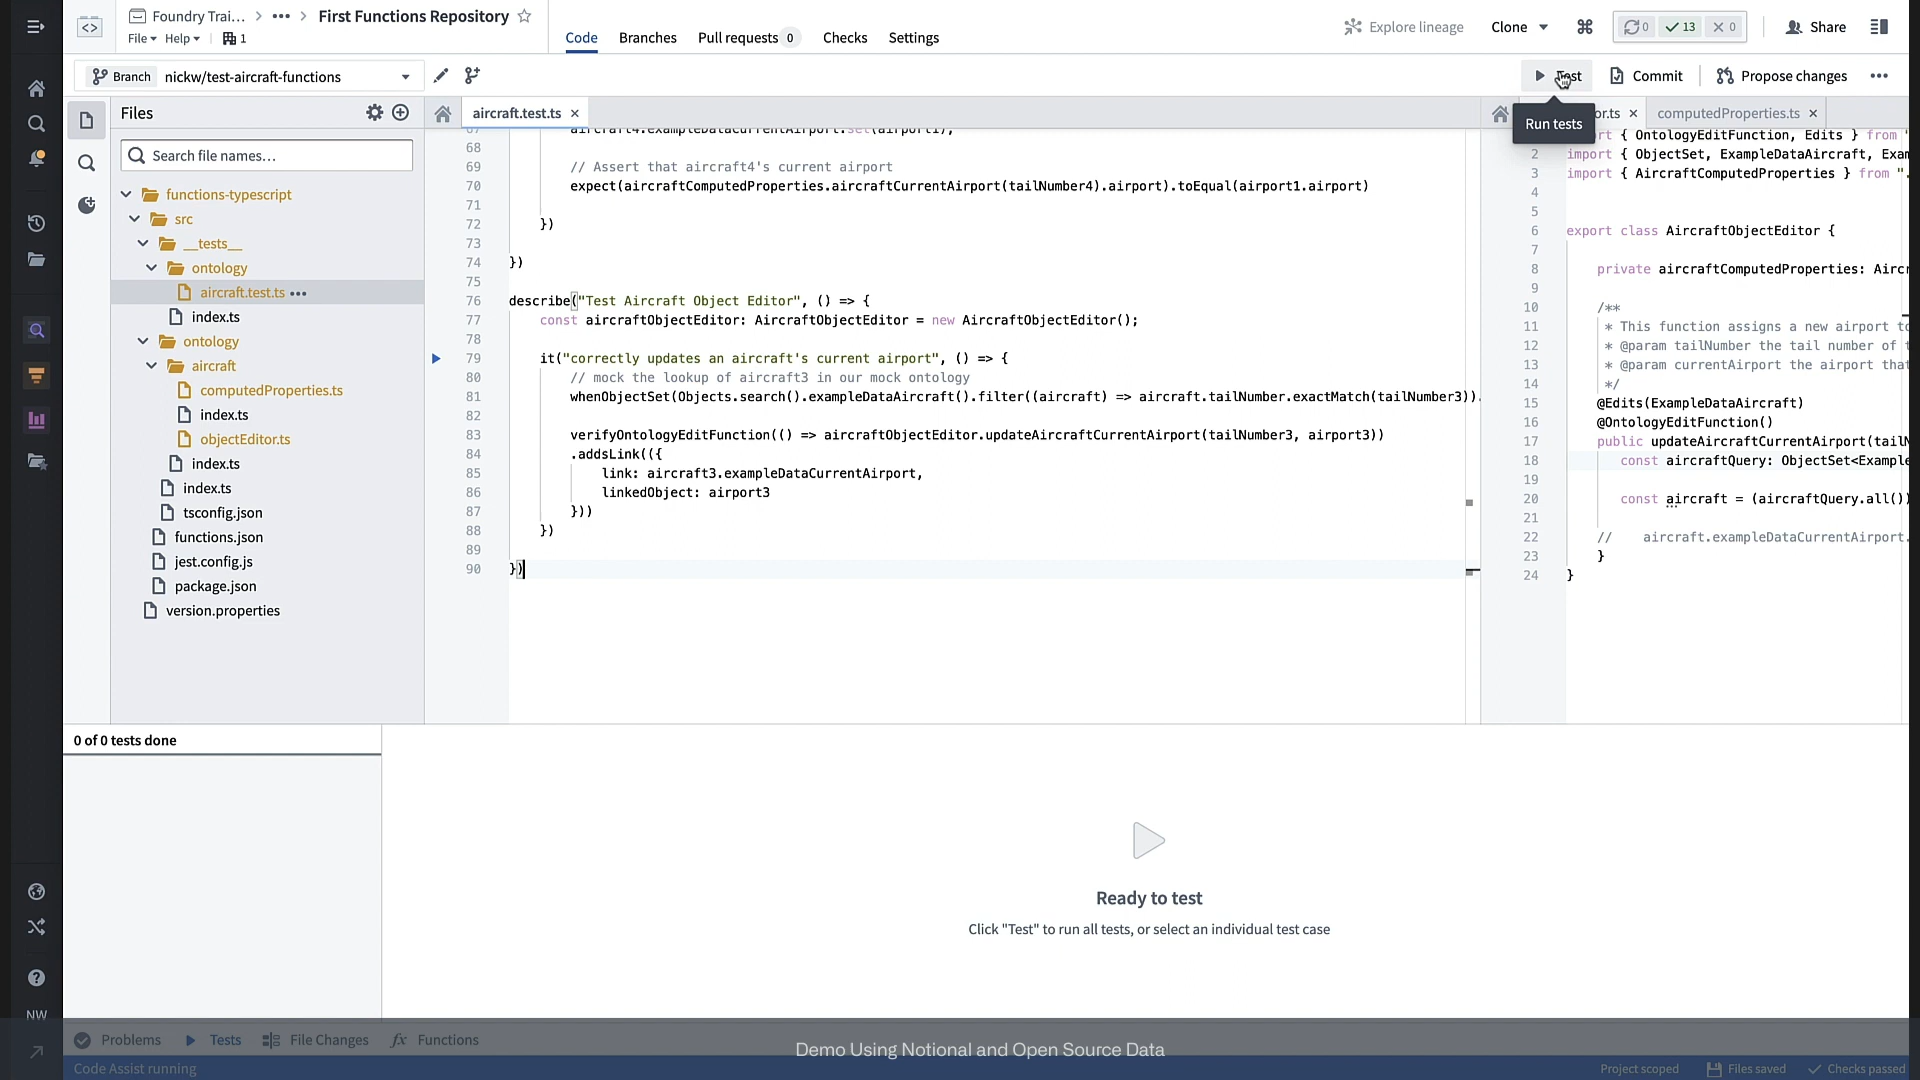 Foundry Trai... > ••• > First Functions Repository
File Help 1
Code Branches Pull requests 0 Checks Settings
Explore lineage Clone 0 13 0 Share
Branch nickw/test-aircraft-functions
Test Commit Propose changes
Run tests
Files
Search file names...
functions-typescript
src
__tests__
ontology
aircraft.test.ts •••
index.ts
ontology
aircraft
computedProperties.ts
index.ts
objectEditor.ts
index.ts
index.ts
tsconfig.json
functions.json
jest.config.js
package.json
version.properties
aircraft.test.ts
67 aircraft4.exampleDataCurrentAirport.set(airport1);
68
69 // Assert that aircraft4's current airport
70 expect(aircraftComputedProperties.aircraftCurrentAirport(tailNumber4).airport).toEqual(airport1.airport)
71
72 })
73
74 })
75
76 describe("Test Aircraft Object Editor", () => {
77 const aircraftObjectEditor: AircraftObjectEditor = new AircraftObjectEditor();
78
79 it("correctly updates an aircraft's current airport", () => {
80 // mock the lookup of aircraft3 in our mock ontology
81 whenObjectSet(Objects.search().exampleDataAircraft().filter((aircraft) => aircraft.tailNumber.exactMatch(tailNumber3)).
82
83 verifyOntologyEditFunction(() => aircraftObjectEditor.updateAircraftCurrentAirport(tailNumber3, airport3))
84 .addsLink(({
85 link: aircraft3.exampleDataCurrentAirport,
86 linkedObject: airport3
87 }))
88 })
89
90 })
or.ts computedProperties.ts
rt { OntologyEditFunction, Edits } from "
2 import { ObjectSet, ExampleDataAircraft, Exam
3 import { AircraftComputedProperties } from ".
4
5
6 export class AircraftObjectEditor {
7
8 private aircraftComputedProperties: Airc
9
10 /**
11 * This function assigns a new airport to
12 * @param tailNumber the tail number of t
13 * @param currentAirport the airport that
14 */
15 @Edits(ExampleDataAircraft)
16 @OntologyEditFunction()
17 public updateAircraftCurrentAirport(tailN
18 const aircraftQuery: ObjectSet<Example
19
20 const aircraft = (aircraftQuery.all())
21
22 // aircraft.exampleDataCurrentAirport.
23 }
24 }
0 of 0 tests done
Ready to test
Click "Test" to run all tests, or select an individual test case
NW
Problems Tests File Changes fx Functions
Demo Using Notional and Open Source Data
Code Assist running
Project scoped Files saved Checks passed